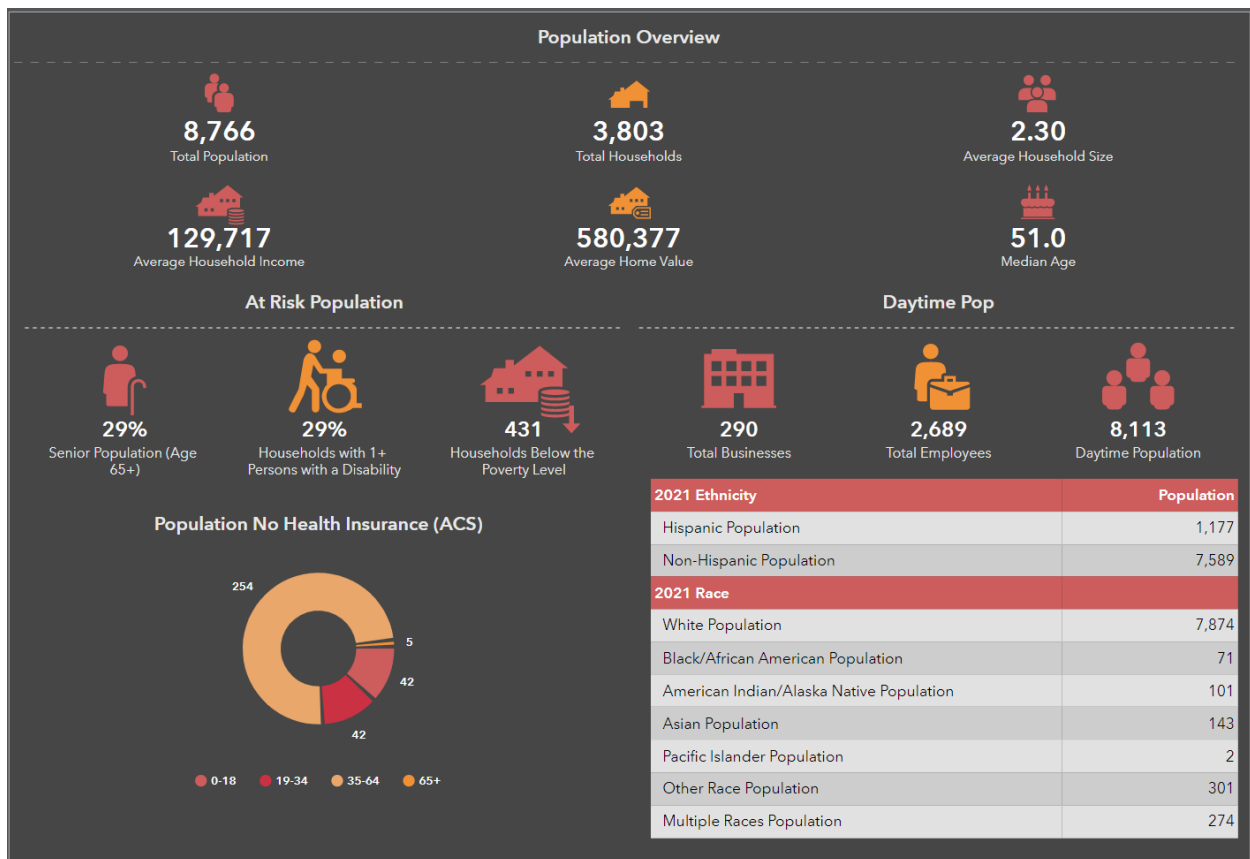 Population Overview
8,766
Total Population
3,803
Total Households
2.30
Average Household Size
129,717
Average Household Income
580,377
Average Home Value
51.0
Median Age
At Risk Population
29%
Senior Population (Age
65+)
29%
Households with 1+
Persons with a Disability
431
Households Below the
Poverty Level
Population No Health Insurance (ACS)
254
5
42
42
0-18 19-34 35-64 65+
Daytime Pop
290
Total Businesses
2,689
Total Employees
8,113
Daytime Population
2021 Ethnicity Population
Hispanic Population 1,177
Non-Hispanic Population 7,589
2021 Race
White Population 7,874
Black/African American Population 71
American Indian/Alaska Native Population 101
Asian Population 143
Pacific Islander Population 2
Other Race Population 301
Multiple Races Population 274